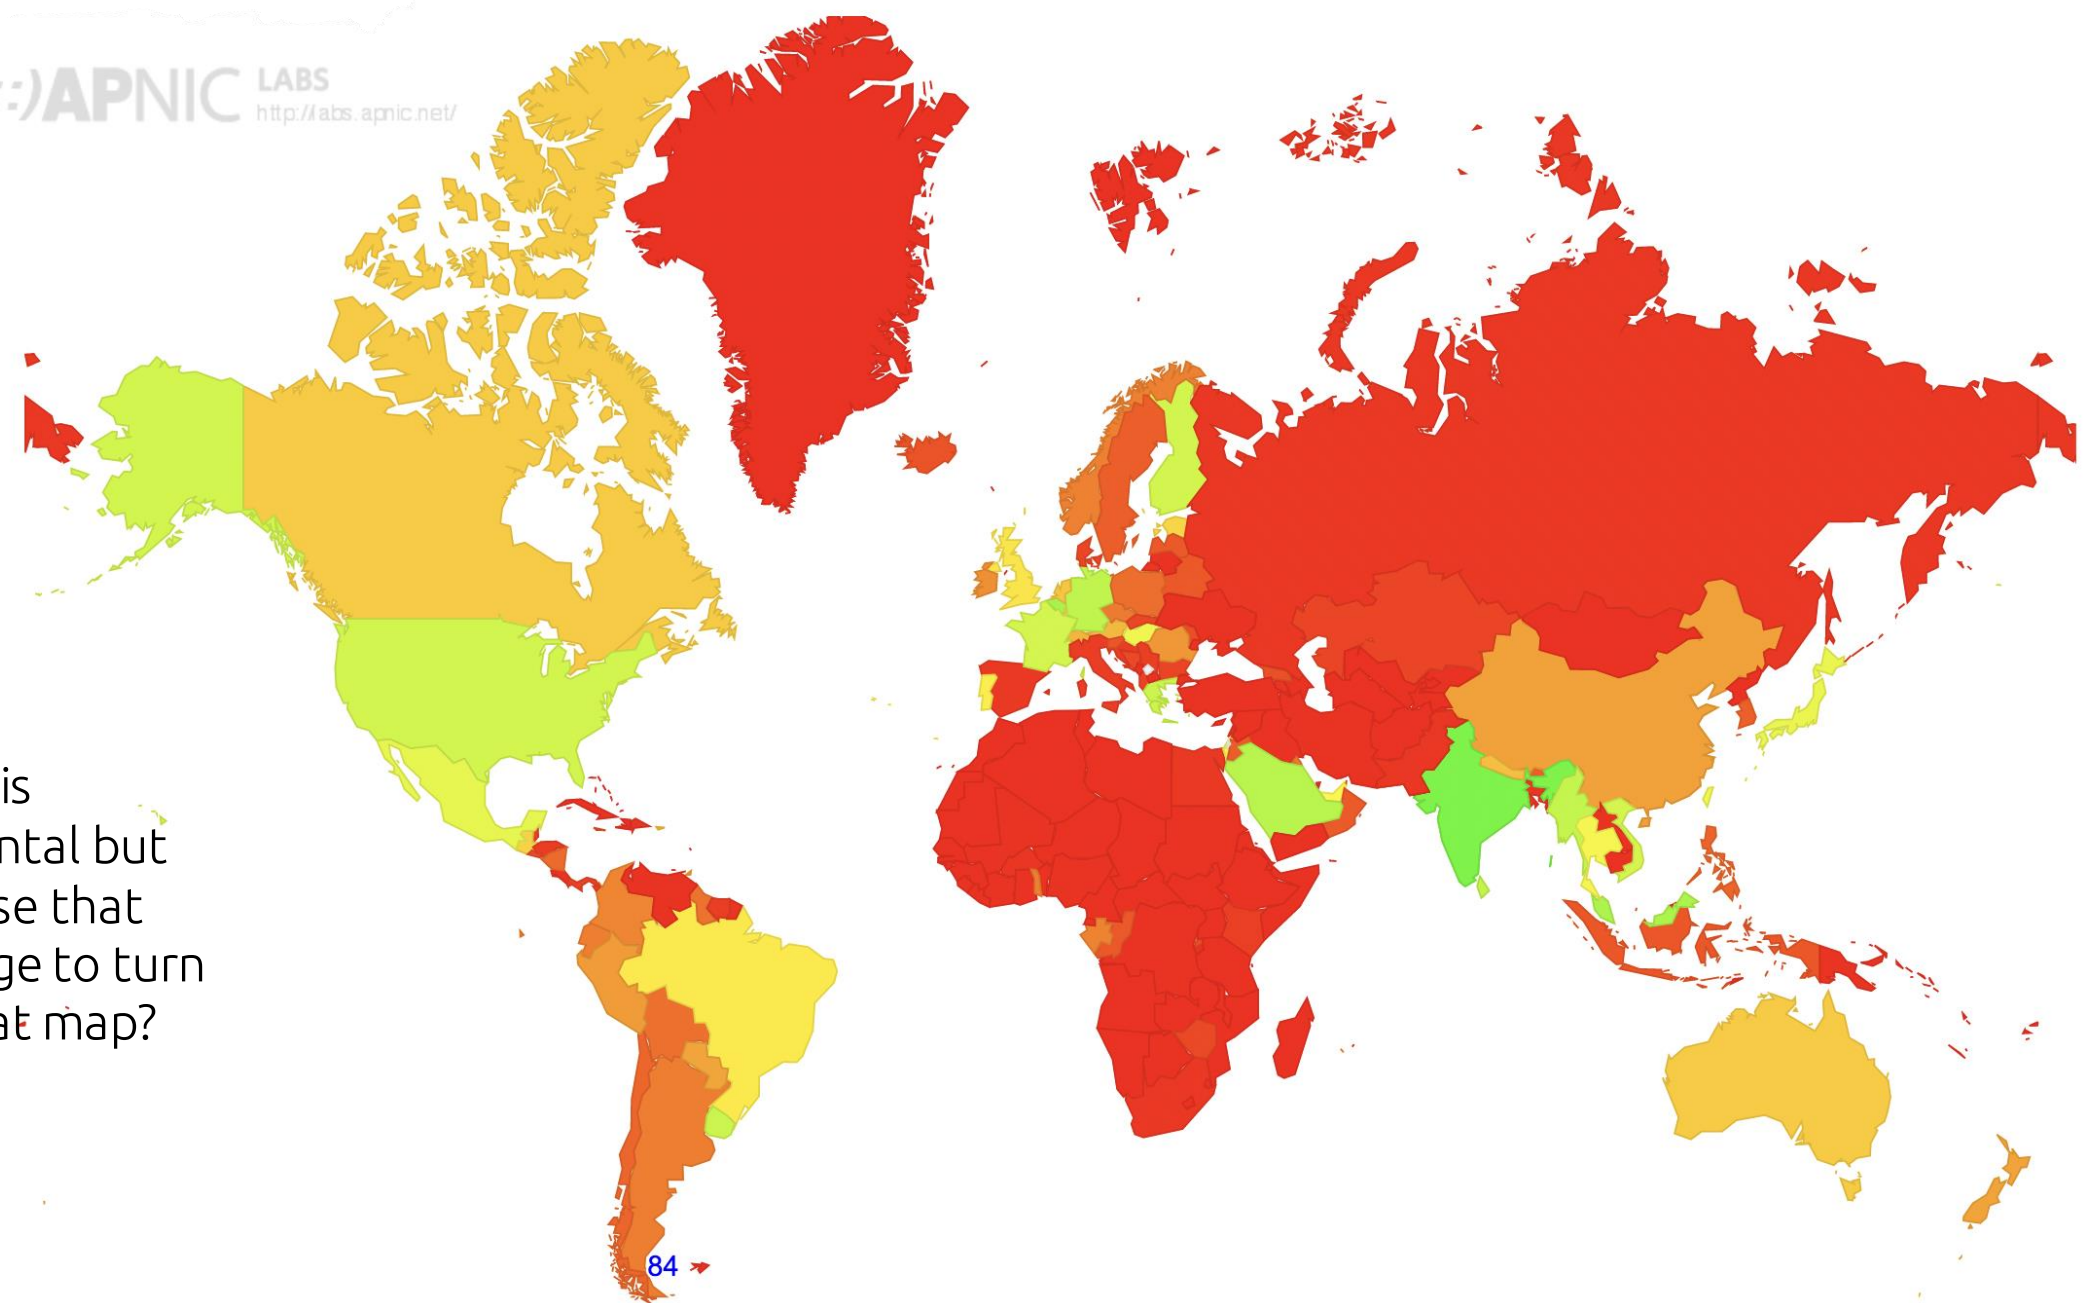 ::)APNIC LABS
http://labs.apnic.net/
is
ntal but
se that
ge to turn
at map?
84